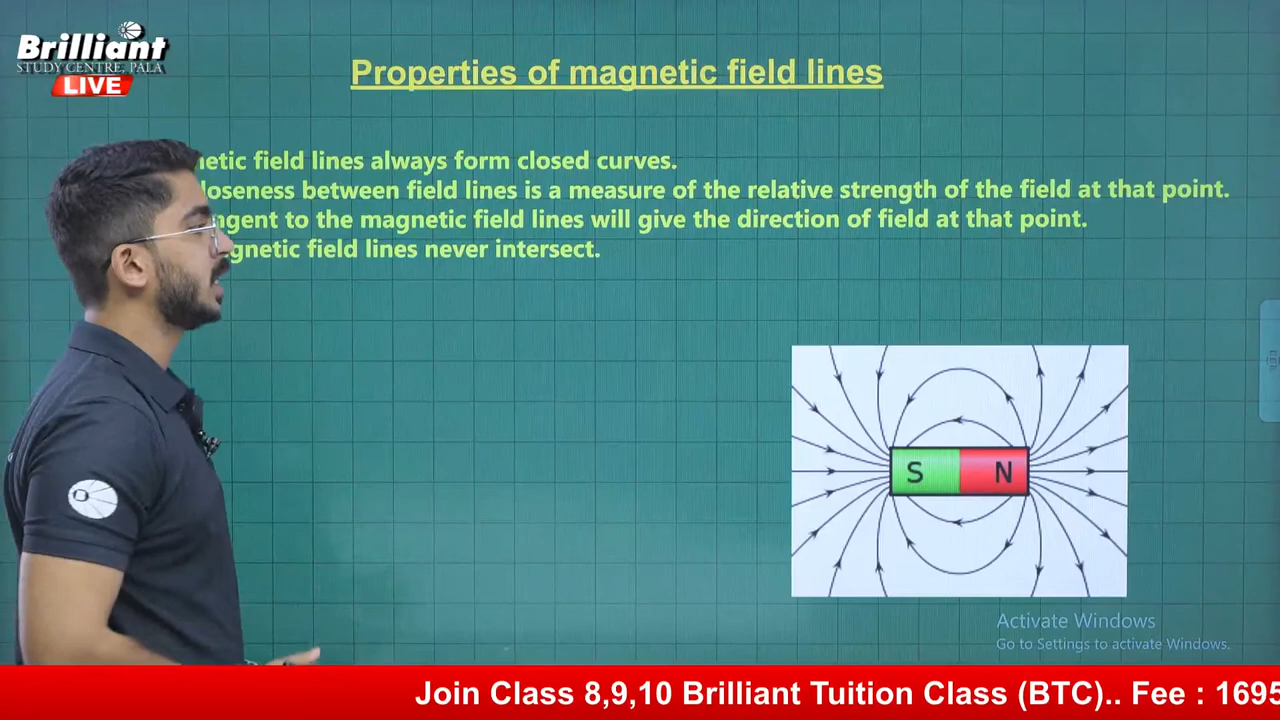 Brilliant
STUDY CENTRE, PALA
LIVE
Properties of magnetic field lines
netic field lines always form closed curves.
loseness between field lines is a measure of the relative strength of the field at that point.
ngent to the magnetic field lines will give the direction of field at that point.
gnetic field lines never intersect.
S N
Activate Windows
Go to Settings to activate Windows.
Join Class 8,9,10 Brilliant Tuition Class (BTC).. Fee : 1695